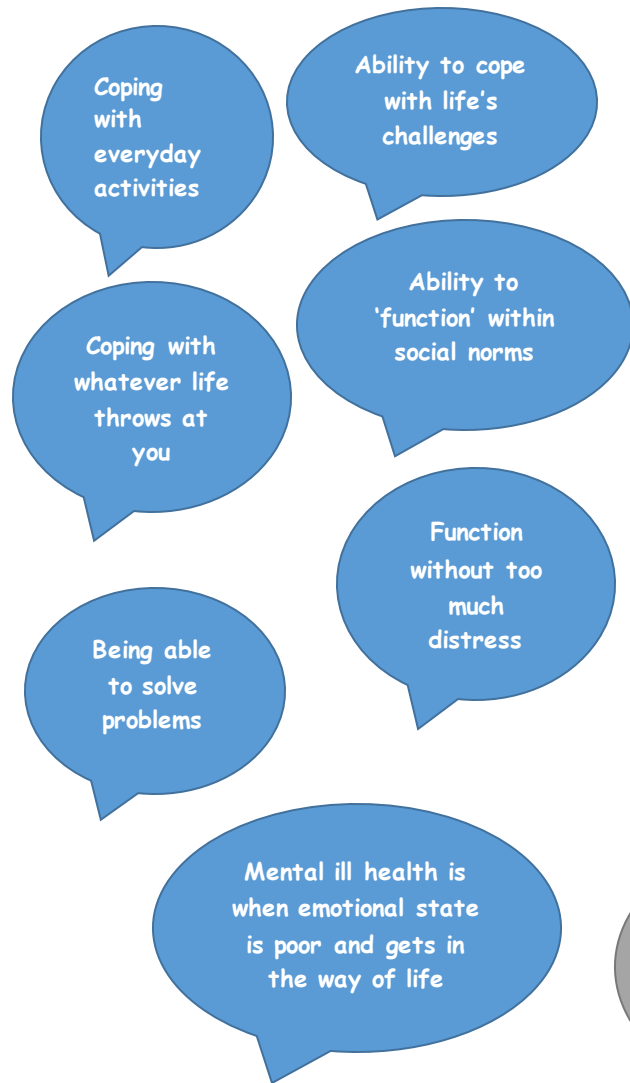 Coping
with
everyday
activities
Ability to cope
with life's
challenges
Ability to
'function' within
social norms
Coping with
whatever life
throws at
you
Function
without too
much
distress
Being able
to solve
problems
Mental ill health is
when emotional state
is poor and gets in
the way of life